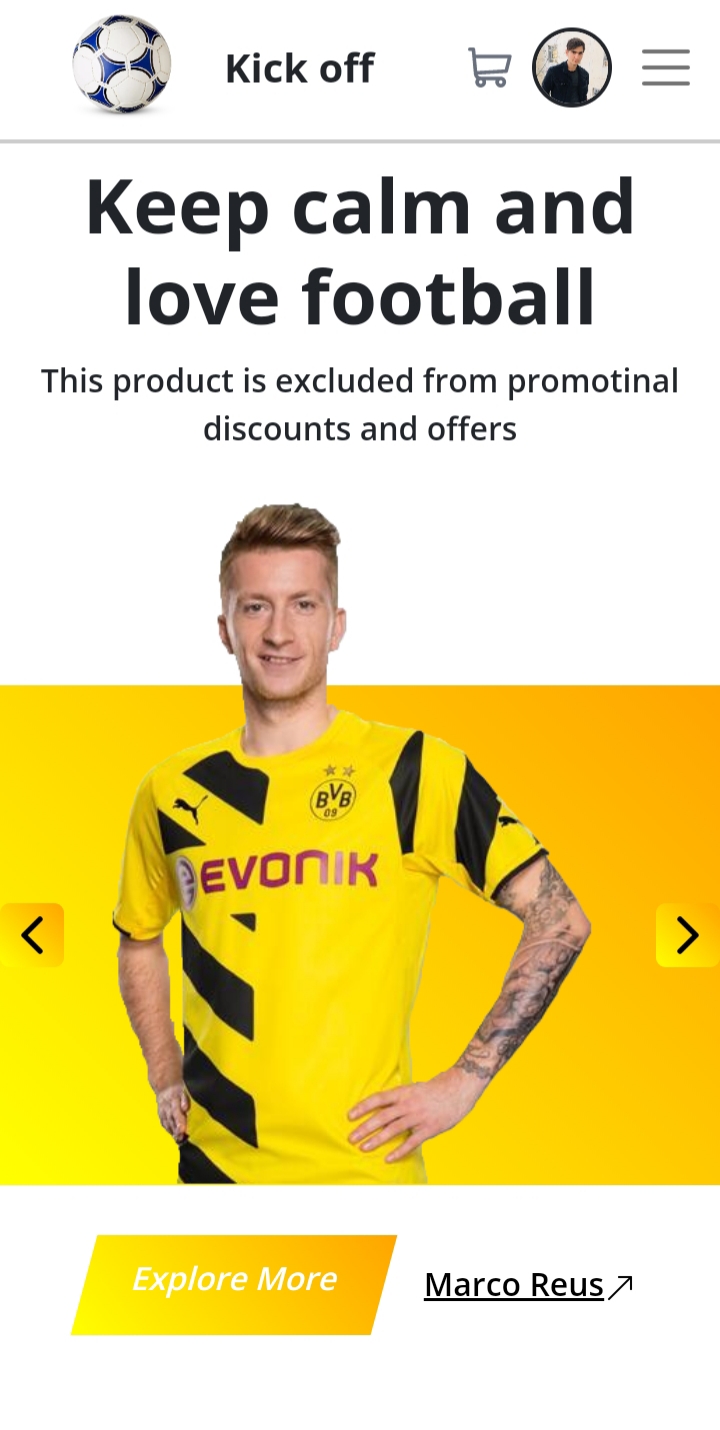 Kick off
Keep calm and
love football
This product is excluded from promotinal
discounts and offers
BVB
09
EVONIK
Explore More
Marco Reus